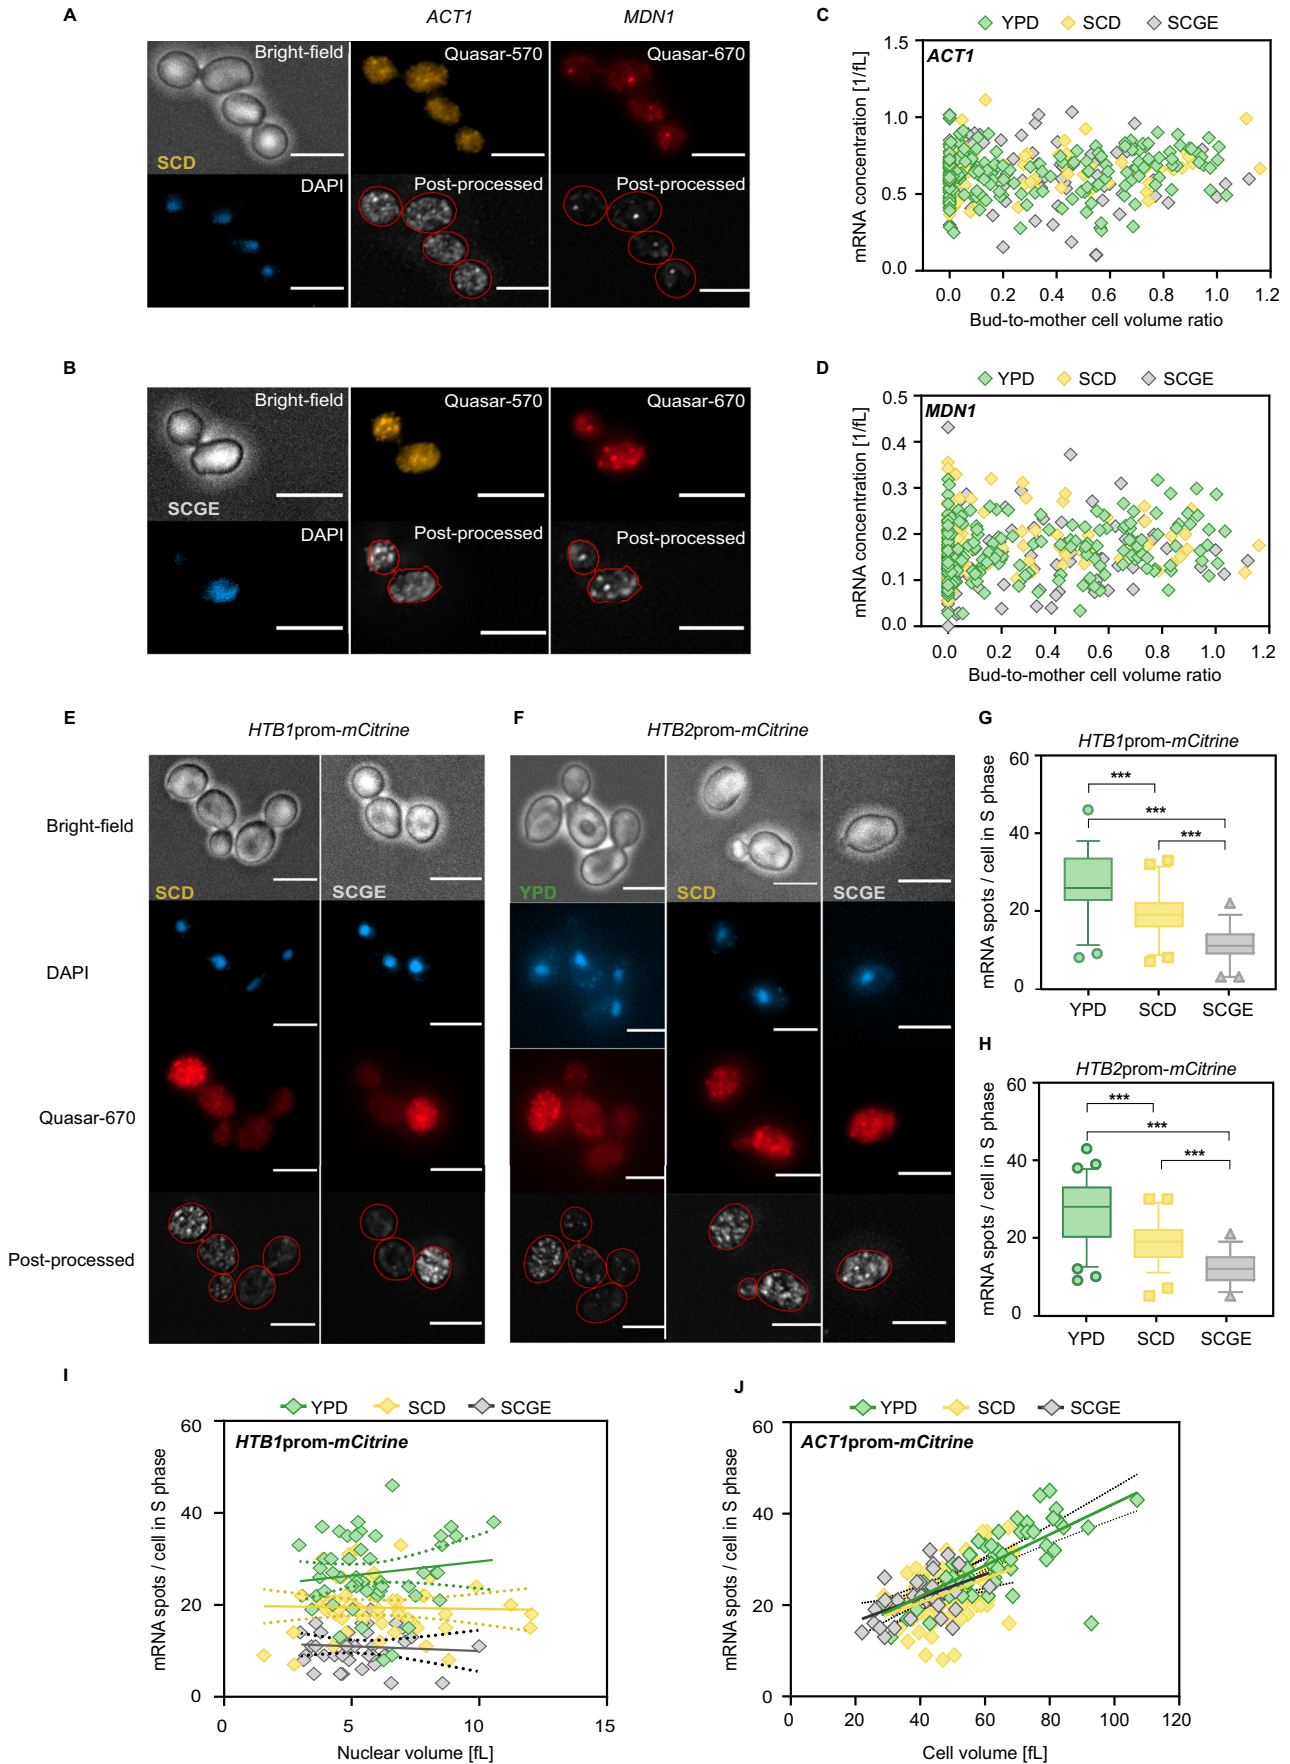 A
ACT1
MDN1
Bright-field
Quasar-570
Quasar-670
SCD
DAPI
Post-processed
Post-processed
B
Bright-field
Quasar-570
Quasar-670
SCGE
DAPI
Post-processed
Post-processed
C
YPD SCD SCGE
ACT1
mRNA concentration [1/fL]
1.5
1.0
0.5
0.0
0.0 0.2 0.4 0.6 0.8 1.0 1.2
Bud-to-mother cell volume ratio
D
YPD SCD SCGE
MDN1
mRNA concentration [1/fL]
0.5
0.4
0.3
0.2
0.1
0.0
0.0 0.2 0.4 0.6 0.8 1.0 1.2
Bud-to-mother cell volume ratio
E
HTB1prom-mCitrine
Bright-field
SCD
SCGE
DAPI
Quasar-670
Post-processed
F
HTB2prom-mCitrine
YPD
SCD
SCGE
G
HTB1prom-mCitrine
mRNA spots / cell in S phase
60
40
20
0
***
***
***
YPD SCD SCGE
H
HTB2prom-mCitrine
mRNA spots / cell in S phase
60
40
20
0
***
***
***
YPD SCD SCGE
I
YPD SCD SCGE
HTB1prom-mCitrine
mRNA spots / cell in S phase
60
40
20
0
0 5 10 15
Nuclear volume [fL]
J
YPD SCD SCGE
ACT1prom-mCitrine
mRNA spots / cell in S phase
60
40
20
0
0 20 40 60 80 100 120
Cell volume [fL]